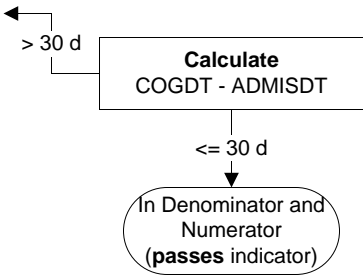 > 30 d
Calculate
COGDT - ADMISDT
<= 30 d
In Denominator and
Numerator
(passes indicator)